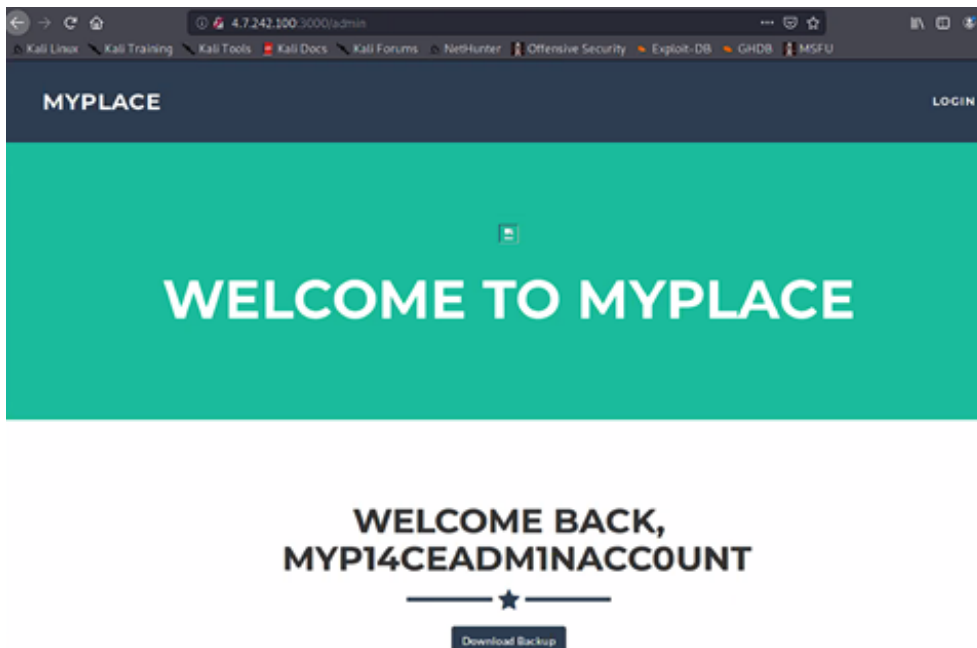 4.7.242.100:3000/admin
Kali Linux Kali Training Kali Tools Kali Docs Kali Forums NetHunter Offensive Security Exploit-DB GHDB MSFU
MYPLACE
LOGIN
WELCOME TO MYPLACE
WELCOME BACK,
MYP14CEADM1NACC0UNT
Download Backup